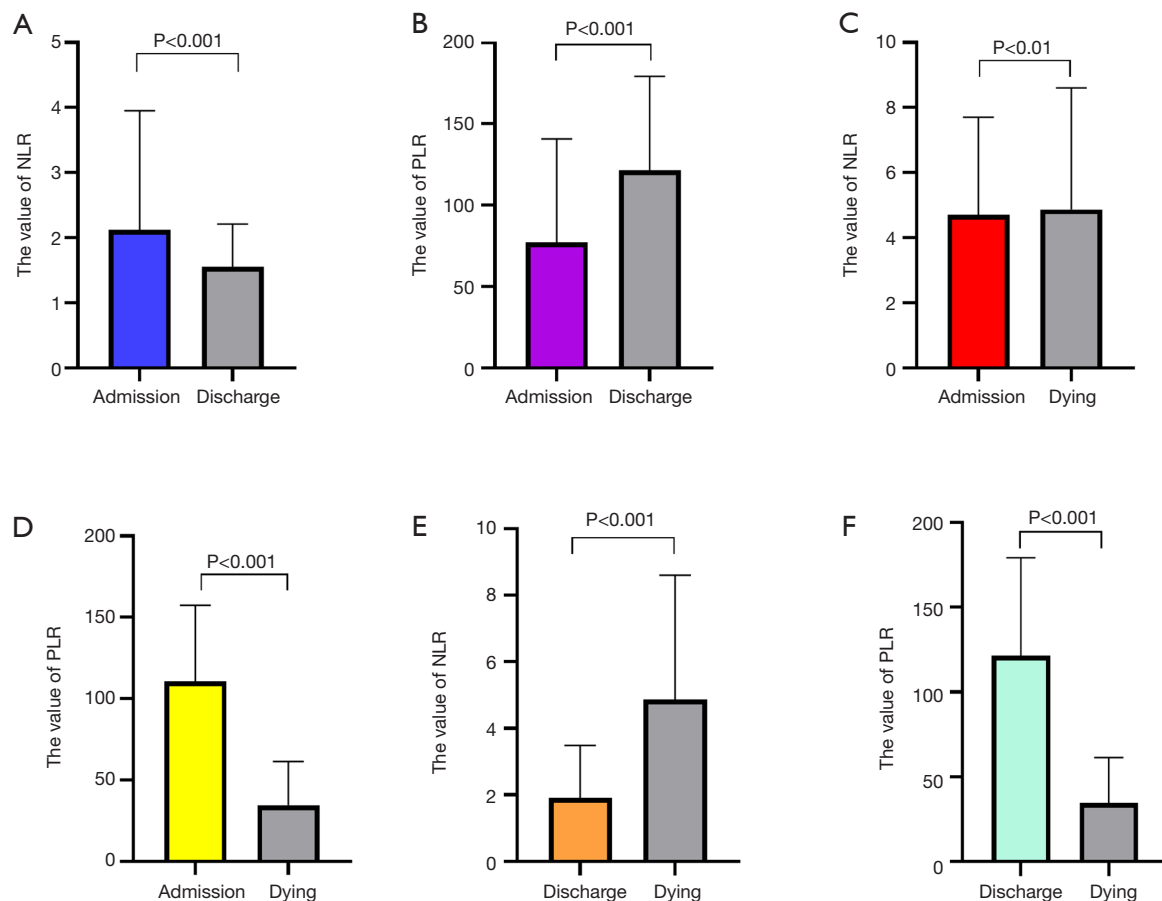 A
P<0.001
The value of NLR
5
4
3
2
1
0
Admission Discharge
B
P<0.001
The value of PLR
200
150
100
50
0
Admission Discharge
C
P<0.01
The value of NLR
10
8
6
4
2
0
Admission Dying
D
P<0.001
The value of PLR
200
150
100
50
0
Admission Dying
E
P<0.001
The value of NLR
10
8
6
4
2
0
Discharge Dying
F
P<0.001
The value of PLR
200
150
100
50
0
Discharge Dying